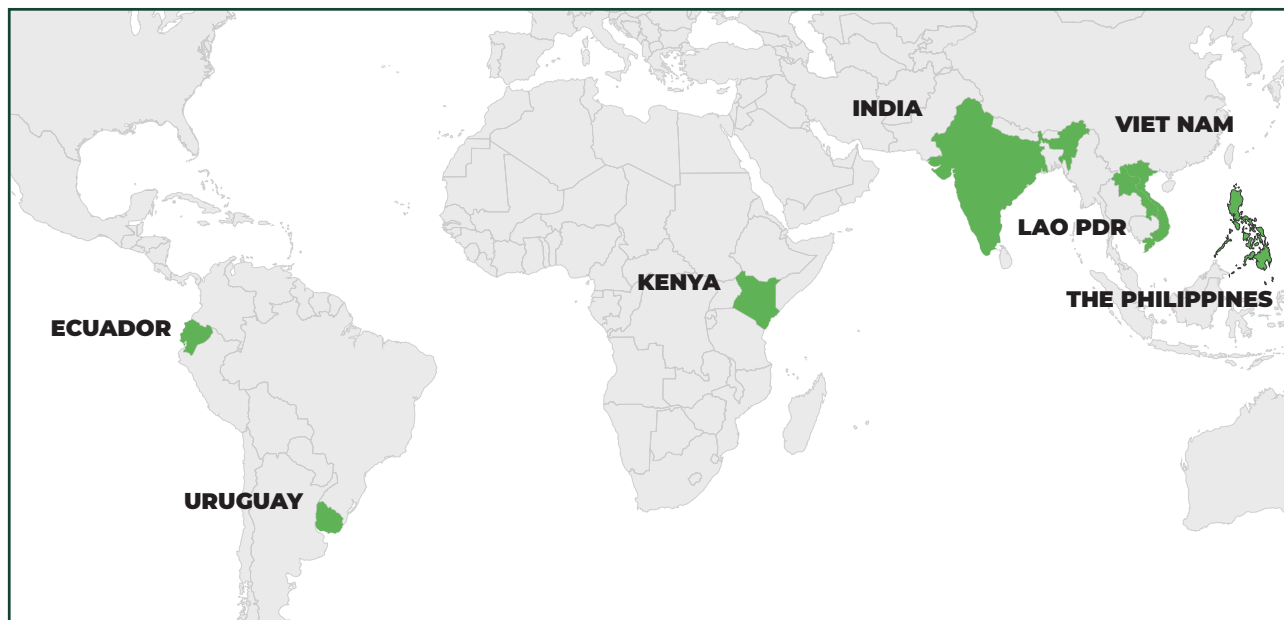 INDIA
VIET NAM
LAO PDR
KENYA
THE PHILIPPINES
ECUADOR
URUGUAY